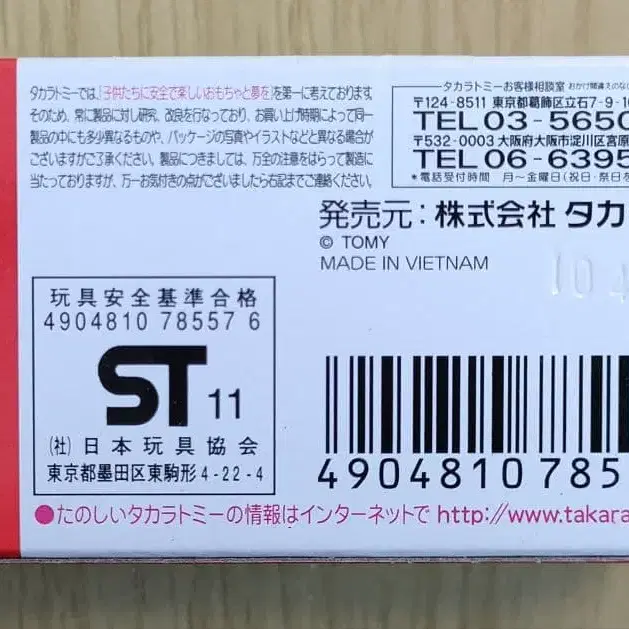 タカラトミーでは、「子供たちに安全で楽しいおもちゃと夢を」を第一に考えております。
そのため、常に製品に対し研究、改良を行なっており、お買い上げ時期によって同一
製品の中にも多少異なるものや、パッケージの写真やイラストなどと異なる場合が
ございますがご了承ください。製品につきましては、万全の注意をはらって製造に
当たっておりますが、万一お気付きの点がございましたら右記までご連絡ください。
タカラトミーお客様相談室 おかけ間違えのな
〒124-8511 東京都葛飾区立石7-9-1
TEL 03-5650
〒532-0003 大阪府大阪市淀川区宮原
TEL 06-6395
*電話受付時間 月〜金曜日(祝日・祭日を
発売元:株式会社 タカ
© TOMY
MADE IN VIETNAM
104
玩具安全基準合格
4904810 78557 6
ST 11
(社)日本玩具協会
東京都墨田区東駒形4-22-4
4904810 785
●たのしいタカラトミーの情報はインターネットで http://www.takara